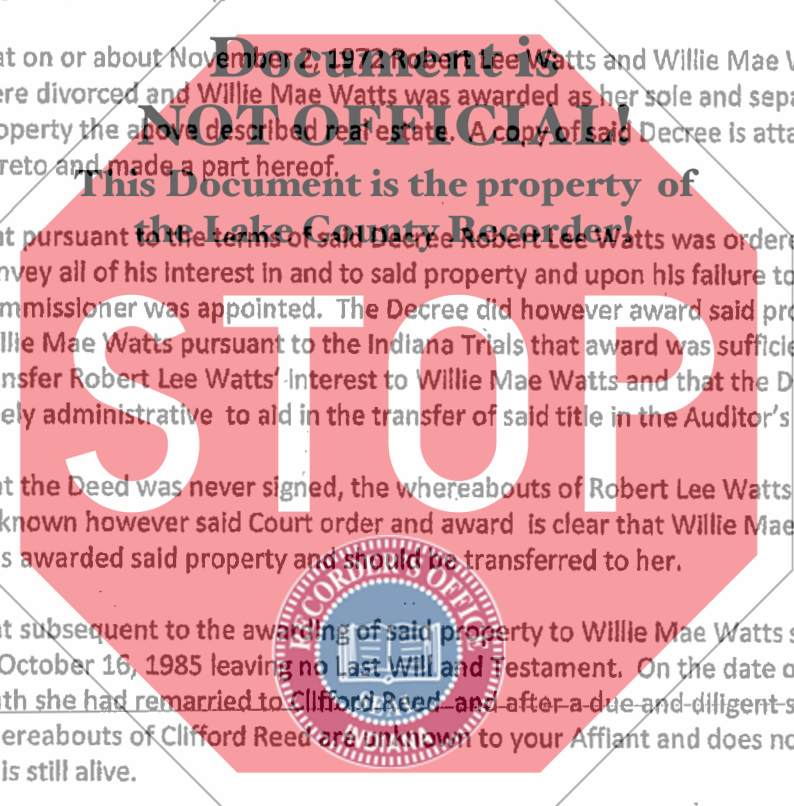 Document is
NOT OFFICIAL!
This Document is the property of
the Lake County Recorder!
STOP
RECORDER'S OFFICE
at on or about November 2, 1972 Robert Lee Watts and Willie Mae W
ere divorced and Willie Mae Watts was awarded as her sole and sepa
operty the above described real estate. A copy of said Decree is atta
reto and made a part hereof.
at pursuant to the terms of said Decree Robert Lee Watts was ordere
nvey all of his interest in and to said property and upon his failure to
mmissioner was appointed. The Decree did however award said pro
llie Mae Watts pursuant to the Indiana Trials that award was sufficie
nsfer Robert Lee Watts' Interest to Willie Mae Watts and that the D
ely administrative to aid in the transfer of said title in the Auditor's
at the Deed was never signed, the whereabouts of Robert Lee Watts
known however said Court order and award is clear that Willie Mae
s awarded said property and should be transferred to her.
at subsequent to the awarding of said property to Willie Mae Watts s
October 16, 1985 leaving no Last Will and Testament. On the date o
ath she had remarried to Clifford Reed and after a due and diligent s
ereabouts of Clifford Reed are unknown to your Affiant and does no
is still alive.